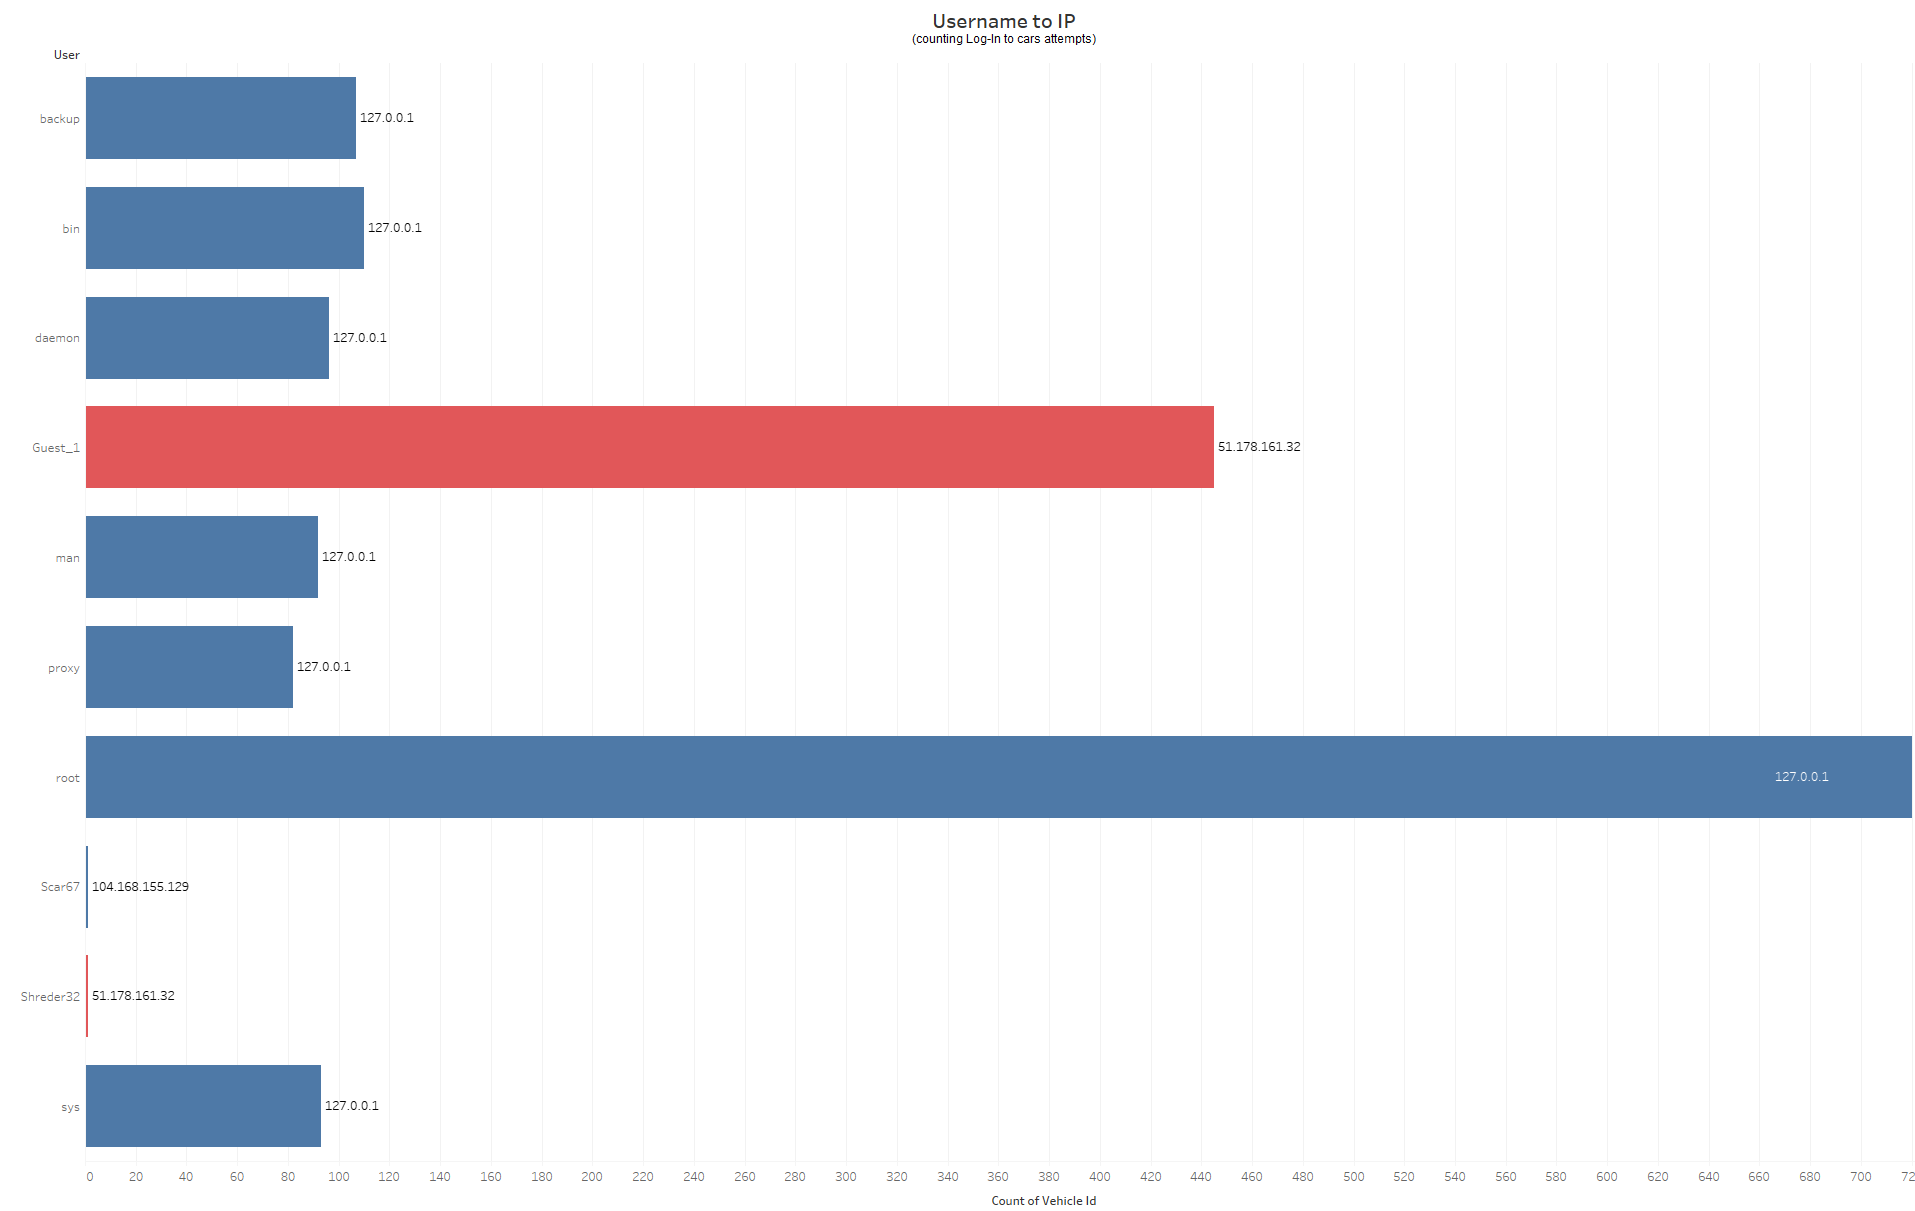 Username to IP
(counting Log-In to cars attempts)
User
backup 127.0.0.1
bin 127.0.0.1
daemon 127.0.0.1
Guest_1 51.178.161.32
man 127.0.0.1
proxy 127.0.0.1
root 127.0.0.1
Scar67 104.168.155.129
Shreder32 51.178.161.32
sys 127.0.0.1
0 20 40 60 80 100 120 140 160 180 200 220 240 260 280 300 320 340 360 380 400 420 440 460 480 500 520 540 560 580 600 620 640 660 680 700 72
Count of Vehicle Id